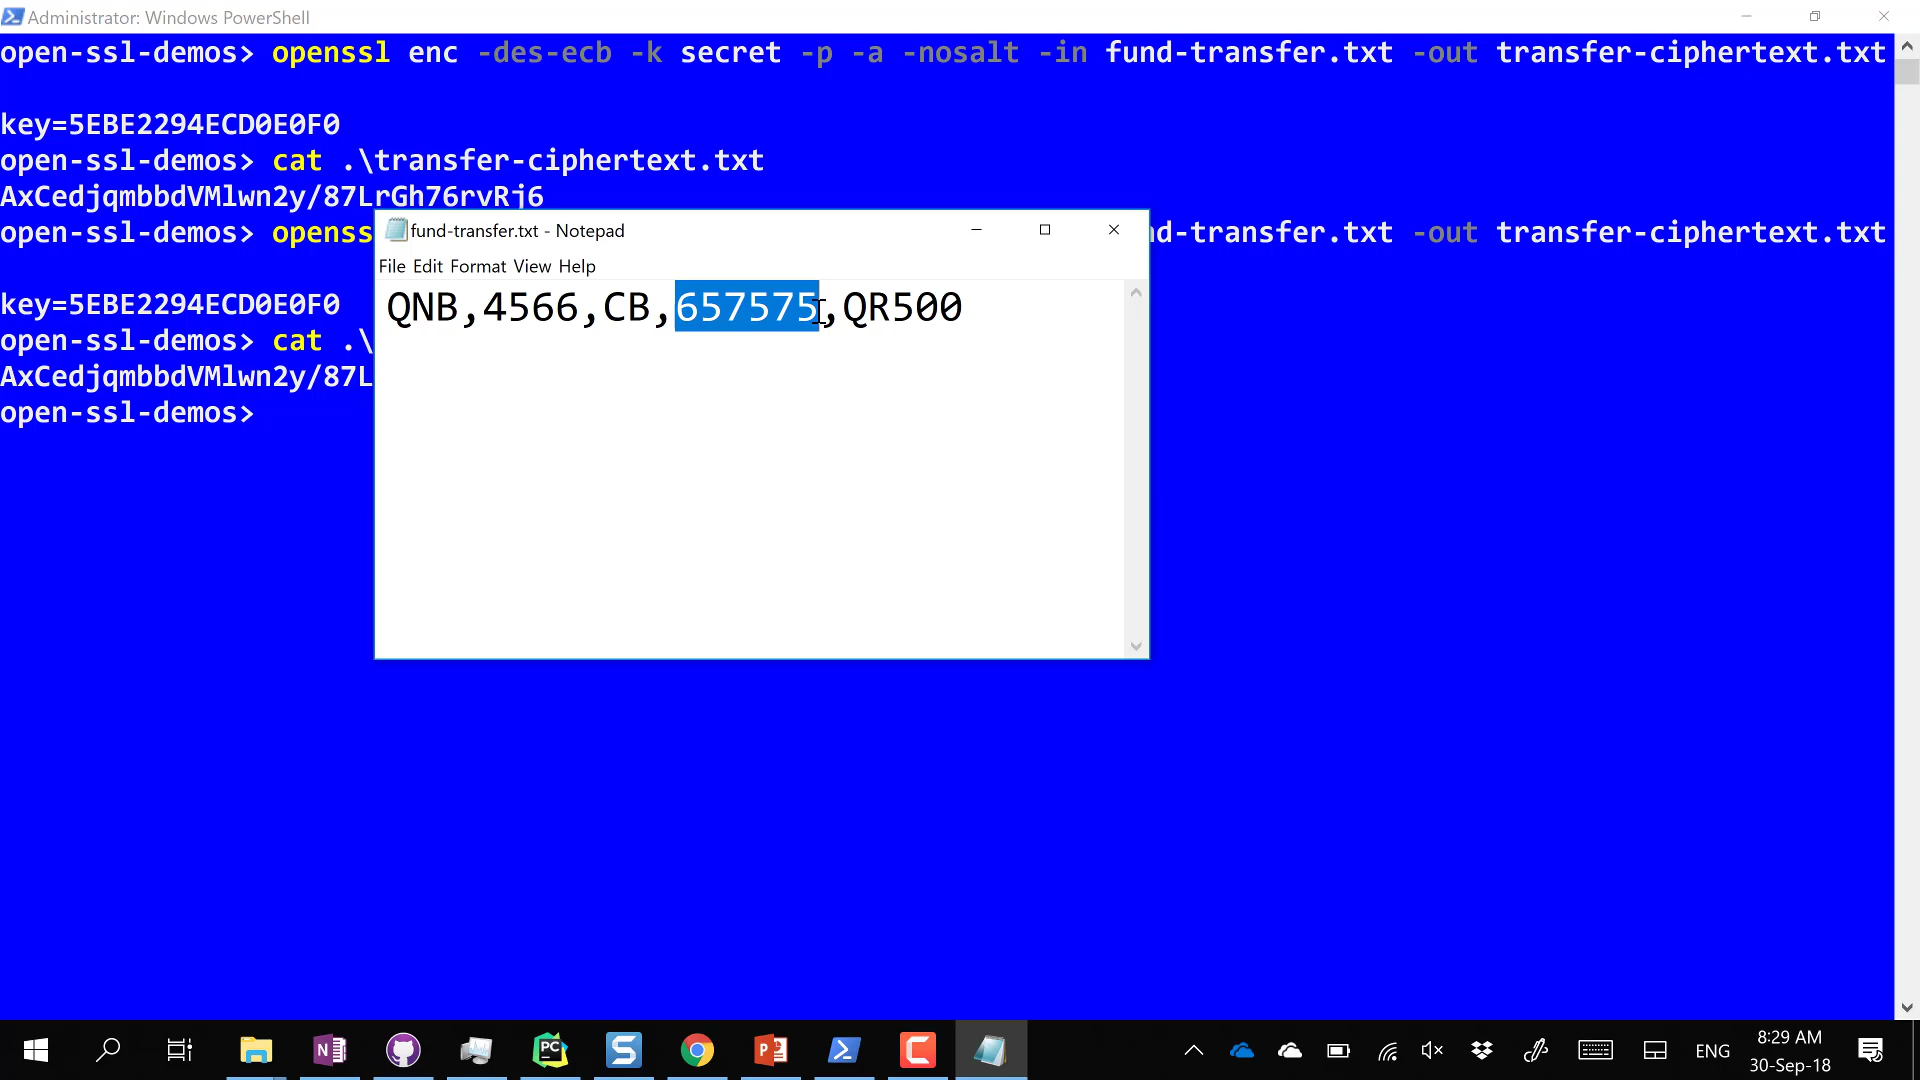 Administrator: Windows PowerShell
open-ssl-demos> openssl enc -des-ecb -k secret -p -a -nosalt -in fund-transfer.txt -out transfer-ciphertext.txt
key=5EBE2294ECD0E0F0
open-ssl-demos> cat .\transfer-ciphertext.txt
AxCedjqmbbdVMlwn2y/87LrGh76rvRj6
open-ssl-demos> openss
d-transfer.txt -out transfer-ciphertext.txt
key=5EBE2294ECD0E0F0
open-ssl-demos> cat .\
AxCedjqmbbdVMlwn2y/87L
open-ssl-demos>
fund-transfer.txt - Notepad
File Edit Format View Help
QNB,4566,CB,657575,QR500
ENG
8:29 AM
30-Sep-18